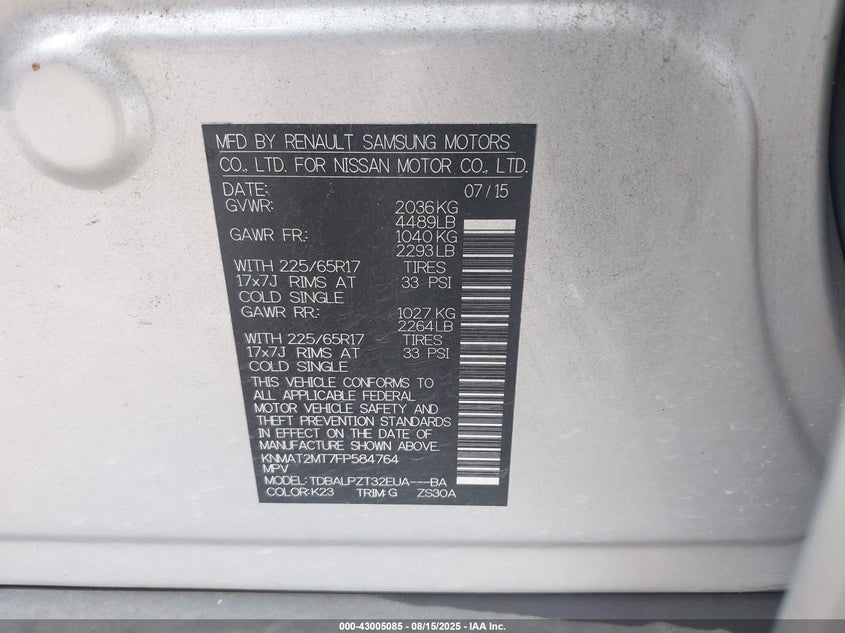 MFD BY RENAULT SAMSUNG MOTORS
CO., LTD. FOR NISSAN MOTOR CO., LTD.
DATE: 07/15
GVWR: 2036KG
4489LB
GAWR FR.: 1040 KG
2293LB
WITH 225/65R17 TIRES
17x7J RIMS AT 33 PSI
COLD SINGLE
GAWR RR.: 1027 KG
2264LB
WITH 225/65R17 TIRES
17x7J RIMS AT 33 PSI
COLD SINGLE
THIS VEHICLE CONFORMS TO
ALL APPLICABLE FEDERAL
MOTOR VEHICLE SAFETY AND
THEFT PREVENTION STANDARDS
IN EFFECT ON THE DATE OF
MANUFACTURE SHOWN ABOVE.
KNMAT2MT7FP584764
MPV
MODEL:TDBALPZT32EUA---BA
COLOR:K23 TRIM:G ZS30A
000-43005085 - 08/15/2025 - IAA Inc.